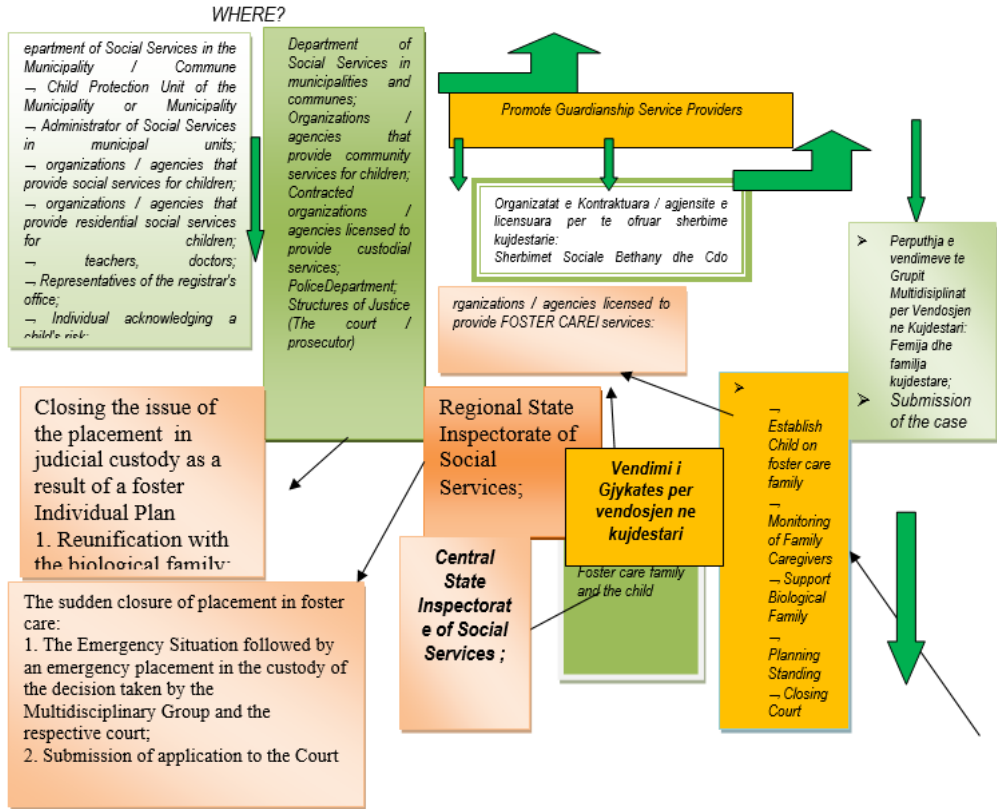 WHERE?
epartment of Social Services in the
Municipality / Commune
¬ Child Protection Unit of the
Municipality or Municipality
¬ Administrator of Social Services
in municipal units;
¬ organizations / agencies that
provide social services for children;
¬ organizations / agencies that
provide residential social services
for children;
¬ teachers, doctors;
¬ Representatives of the registrar's
office;
¬ Individual acknowledging a
child's risk;
Department of
Social Services in
municipalities and
communes;
Organizations /
agencies that
provide community
services for children;
Contracted
organizations /
agencies licensed to
provide custodial
services;
PoliceDepartment;
Structures of Justice
(The court /
prosecutor)
Promote Guardianship Service Providers
Organizatat e Kontraktuara / agjensite e
licensuara per te ofruar sherbime
kujdestarie:
Sherbimet Sociale Bethany dhe Cdo
rganizations / agencies licensed to
provide FOSTER CAREI services:
➢ Perputhja e
vendimeve te
Grupit
Multidisiplinat
per Vendosjen
ne Kujdestari:
Femija dhe
familja
kujdestare;
➢ Submission
of the case
Closing the issue of
the placement in
judicial custody as a
result of a foster
Individual Plan
1. Reunification with
the biological family;
Regional State
Inspectorate of
Social
Services;
Vendimi i
Gjykates per
vendosjen ne
kujdestari
➢
¬
Establish
Child on
foster care
family
¬
Monitoring
of Family
Caregivers
¬ Support
Biological
Family
¬
Planning
Standing
¬ Closing
Court
Central
State
Inspectorat
e of Social
Services ;
Foster care family
and the child
The sudden closure of placement in foster
care:
1. The Emergency Situation followed by
an emergency placement in the custody of
the decision taken by the
Multidisciplinary Group and the
respective court;
2. Submission of application to the Court